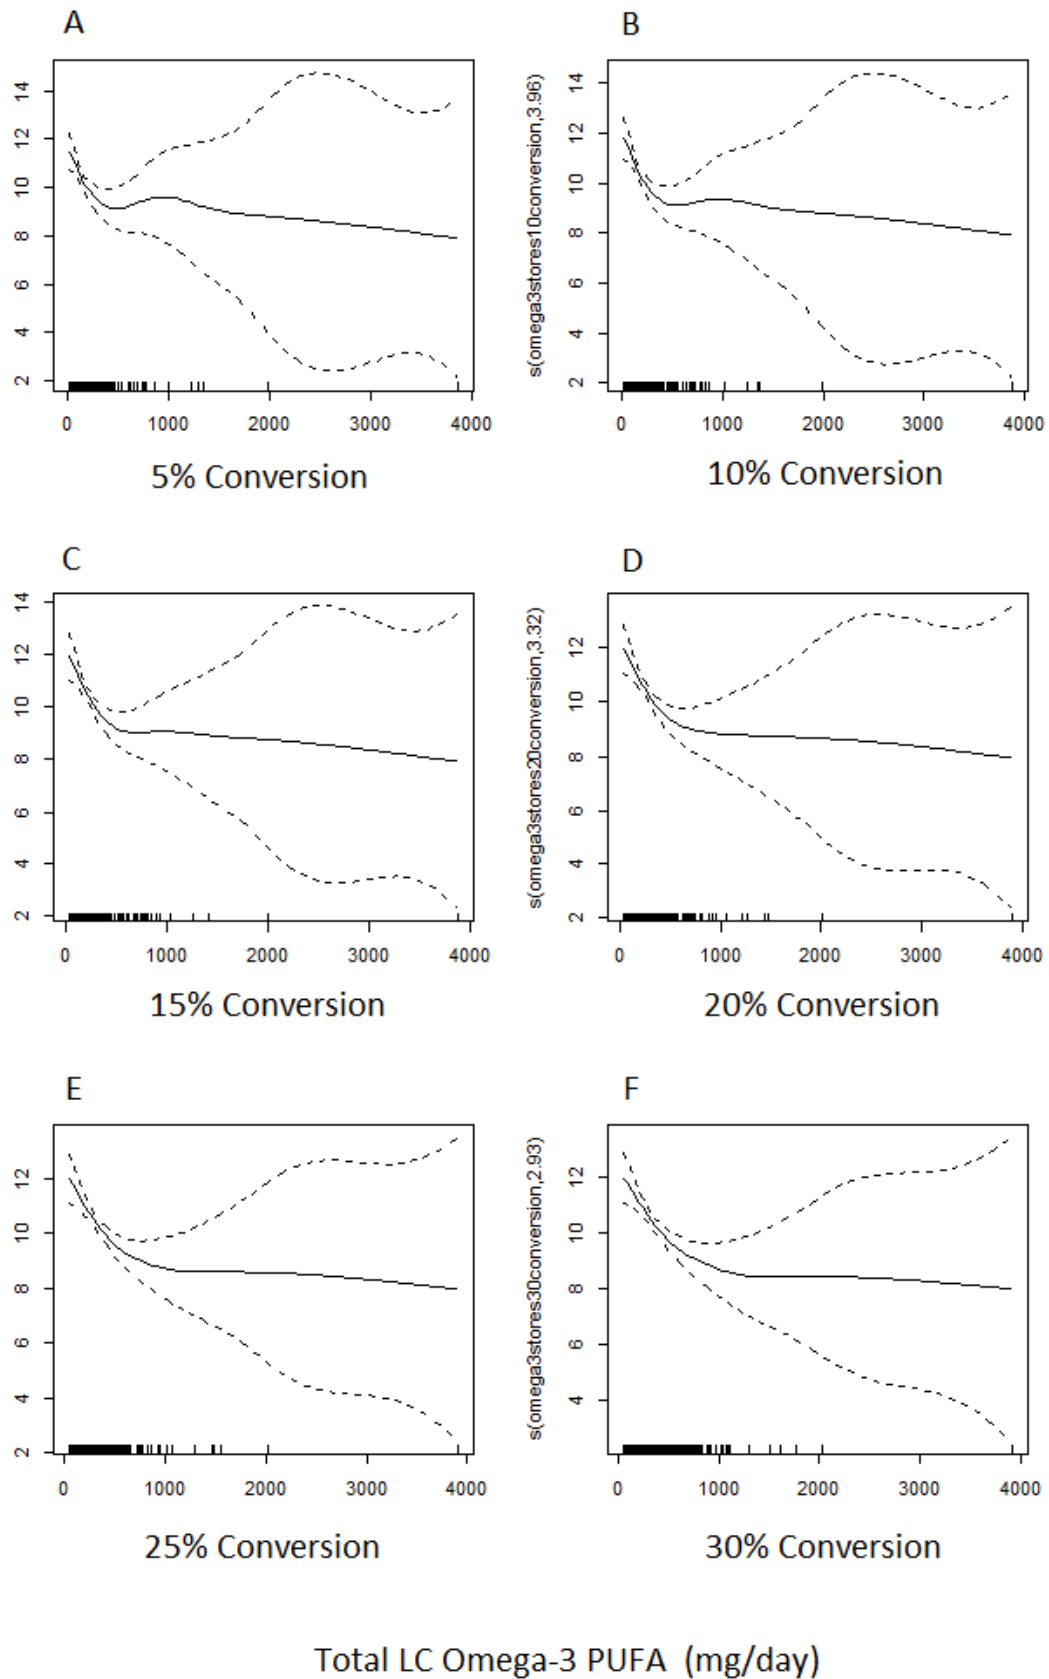 A
B
14
12
10
8
6
4
2
0 1000 2000 3000 4000
5% Conversion
s(omega3stores10conversion,3.96)
14
12
10
8
6
4
2
0 1000 2000 3000 4000
10% Conversion
C
D
14
12
10
8
6
4
2
0 1000 2000 3000 4000
15% Conversion
s(omega3stores20conversion,3.32)
12
10
8
6
4
2
0 1000 2000 3000 4000
20% Conversion
E
F
12
10
8
6
4
2
0 1000 2000 3000 4000
25% Conversion
s(omega3stores30conversion,2.93)
12
10
8
6
4
0 1000 2000 3000 4000
30% Conversion
Total LC Omega-3 PUFA (mg/day)